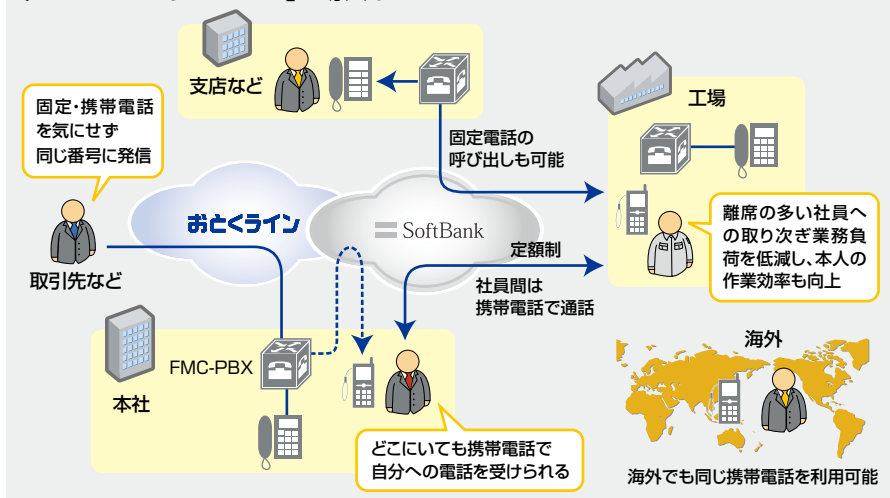 支店など
工場
固定・携帯電話
を気にせず
同じ番号に発信
固定電話の
呼び出しも可能
おとくライン
SoftBank
離席の多い社員へ
の取り次ぎ業務負
荷を低減し、本人の
作業効率も向上
取引先など
定額制
社員間は
携帯電話で通話
本社
FMC-PBX
どこにいても携帯電話で
自分への電話を受けられる
海外
海外でも同じ携帯電話を利用可能